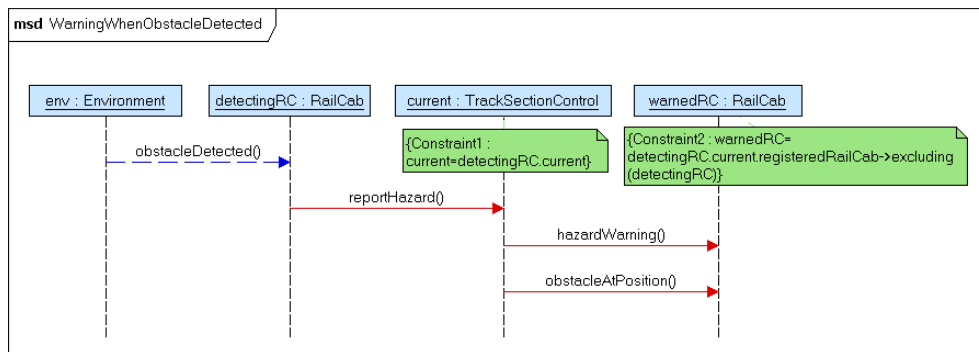 msd WarningWhenObstacleDetected
env : Environment
detectingRC : RailCab
current : TrackSectionControl
warnedRC : RailCab
{Constraint1 :
current=detectingRC.current}
{Constraint2 : warnedRC=
detectingRC.current.registeredRailCab->excluding
(detectingRC)}
obstacleDetected()
reportHazard()
hazardWarning()
obstacleAtPosition()